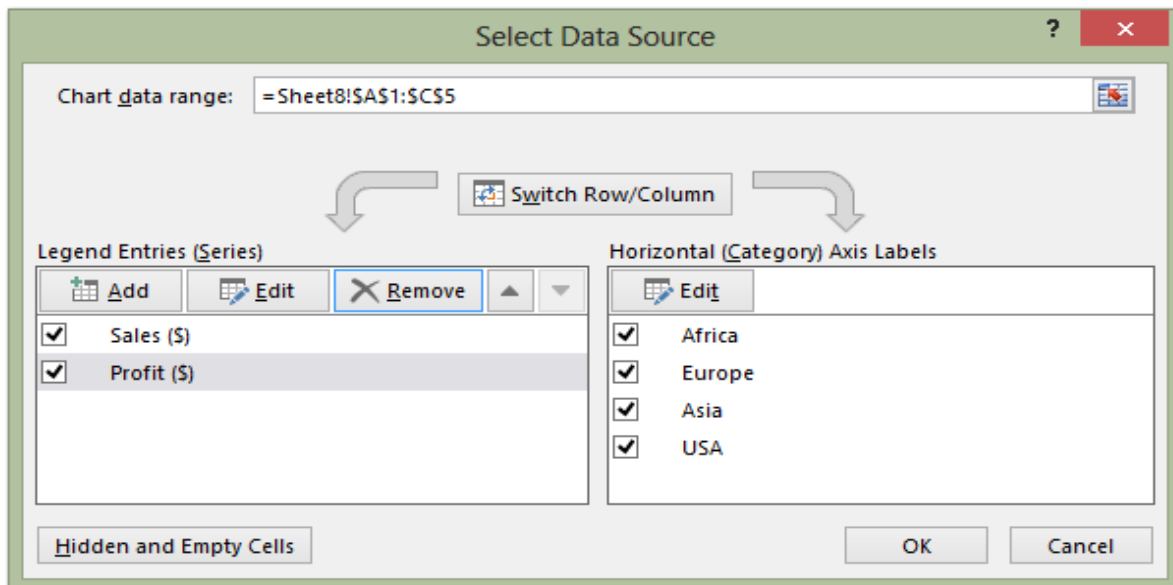 Select Data Source
?
×
Chart data range: =Sheet8!$A$1:$C$5
Switch Row/Column
Legend Entries (Series)
Add Edit Remove
Sales ($)
Profit ($)
Horizontal (Category) Axis Labels
Edit
Africa
Europe
Asia
USA
Hidden and Empty Cells
OK Cancel